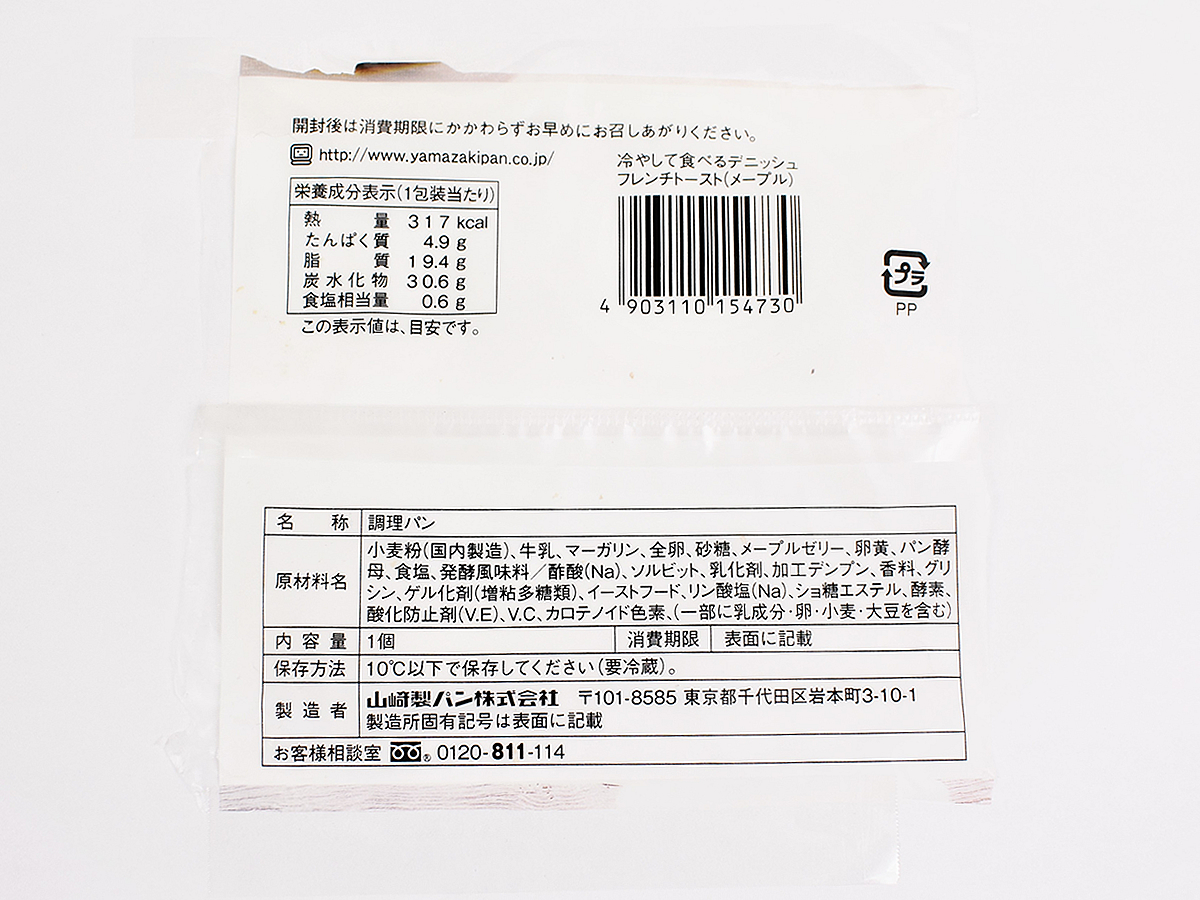 開封後は消費期限にかかわらずお早めにお召しあがりください。
http://www.yamazakipan.co.jp/
栄養成分表示(1包装当たり)
熱量 317 kcal
たんぱく質 4.9 g
脂質 19.4 g
炭水化物 30.6 g
食塩相当量 0.6 g
この表示値は、目安です。
冷やして食べるデニッシュ
フレンチトースト(メープル)
4 903110 154730
プラ
PP
名称 調理パン
原材料名 小麦粉(国内製造)、牛乳、マーガリン、全卵、砂糖、メープルゼリー、卵黄、パン酵
母、食塩、発酵風味料/酢酸(Na)、ソルビット、乳化剤、加工デンプン、香料、グリ
シン、ゲル化剤(増粘多糖類)、イーストフード、リン酸塩(Na)、ショ糖エステル、酵素、
酸化防止剤(V.E)、V.C、カロテノイド色素、(一部に乳成分・卵・小麦・大豆を含む)
内容量 1個 消費期限 表面に記載
保存方法 10℃以下で保存してください(要冷蔵)。
製造者 山崎製パン株式会社 〒101-8585 東京都千代田区岩本町3-10-1
製造所固有記号は表面に記載
お客様相談室 ® 0120-811-114